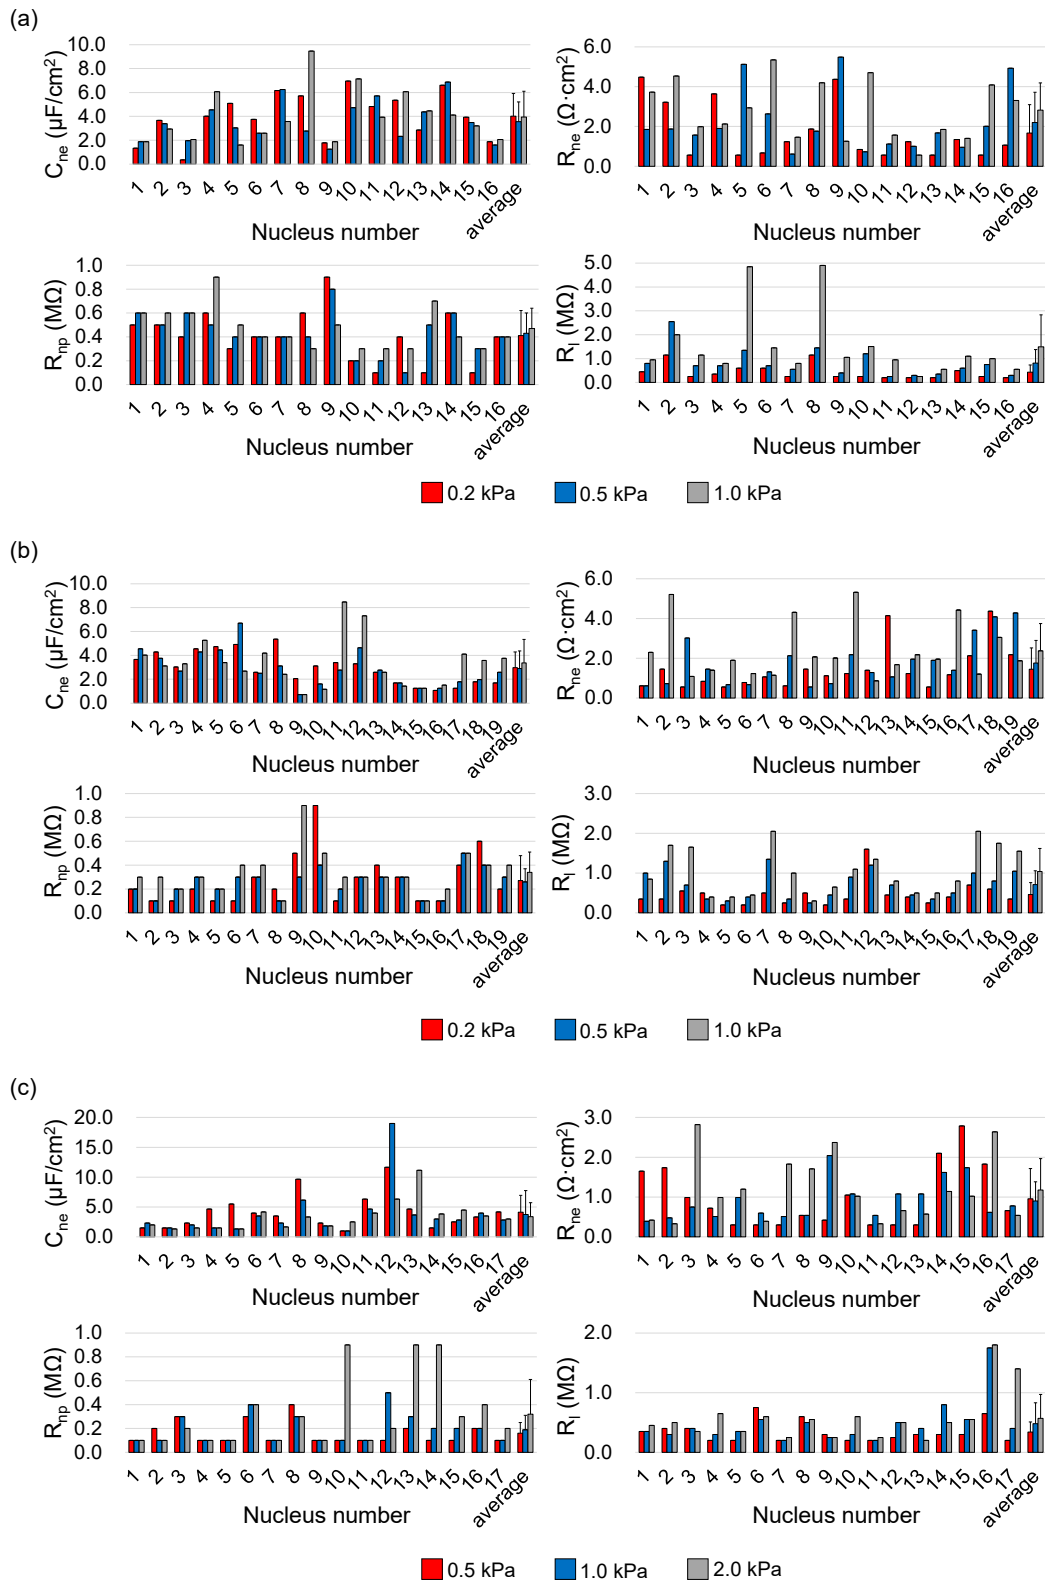 (a)
C_ne (μF/cm²)
10.0
8.0
6.0
4.0
2.0
0.0
1 2 3 4 5 6 7 8 9 10 11 12 13 14 15 16 average
Nucleus number
R_ne (Ω·cm²)
6.0
4.0
2.0
0.0
1 2 3 4 5 6 7 8 9 10 11 12 13 14 15 16 average
Nucleus number
R_np (MΩ)
1.0
0.8
0.6
0.4
0.2
0.0
1 2 3 4 5 6 7 8 9 10 11 12 13 14 15 16 average
Nucleus number
R_l (MΩ)
5.0
4.0
3.0
2.0
1.0
0.0
1 2 3 4 5 6 7 8 9 10 11 12 13 14 15 16 average
Nucleus number
0.2 kPa 0.5 kPa 1.0 kPa
(b)
C_ne (μF/cm²)
10.0
8.0
6.0
4.0
2.0
0.0
1 2 3 4 5 6 7 8 9 10 11 12 13 14 15 16 17 18 19 average
Nucleus number
R_ne (Ω·cm²)
6.0
4.0
2.0
0.0
1 2 3 4 5 6 7 8 9 10 11 12 13 14 15 16 17 18 19 average
Nucleus number
R_np (MΩ)
1.0
0.8
0.6
0.4
0.2
0.0
1 2 3 4 5 6 7 8 9 10 11 12 13 14 15 16 17 18 19 average
Nucleus number
R_l (MΩ)
3.0
2.0
1.0
0.0
1 2 3 4 5 6 7 8 9 10 11 12 13 14 15 16 17 18 19 average
Nucleus number
0.2 kPa 0.5 kPa 1.0 kPa
(c)
C_ne (μF/cm²)
20.0
15.0
10.0
5.0
0.0
1 2 3 4 5 6 7 8 9 10 11 12 13 14 15 16 17 average
Nucleus number
R_ne (Ω·cm²)
3.0
2.0
1.0
0.0
1 2 3 4 5 6 7 8 9 10 11 12 13 14 15 16 17 average
Nucleus number
R_np (MΩ)
1.0
0.8
0.6
0.4
0.2
0.0
1 2 3 4 5 6 7 8 9 10 11 12 13 14 15 16 17 average
Nucleus number
R_l (MΩ)
2.0
1.0
0.0
1 2 3 4 5 6 7 8 9 10 11 12 13 14 15 16 17 average
Nucleus number
0.5 kPa 1.0 kPa 2.0 kPa